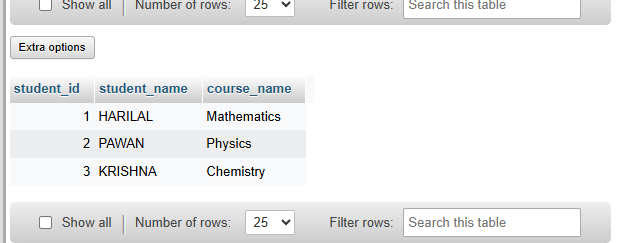 Show all Number of rows: 25 Filter rows: Search this table
Extra options
student_id student_name course_name
1 HARILAL Mathematics
2 PAWAN Physics
3 KRISHNA Chemistry
Show all Number of rows: 25 Filter rows: Search this table